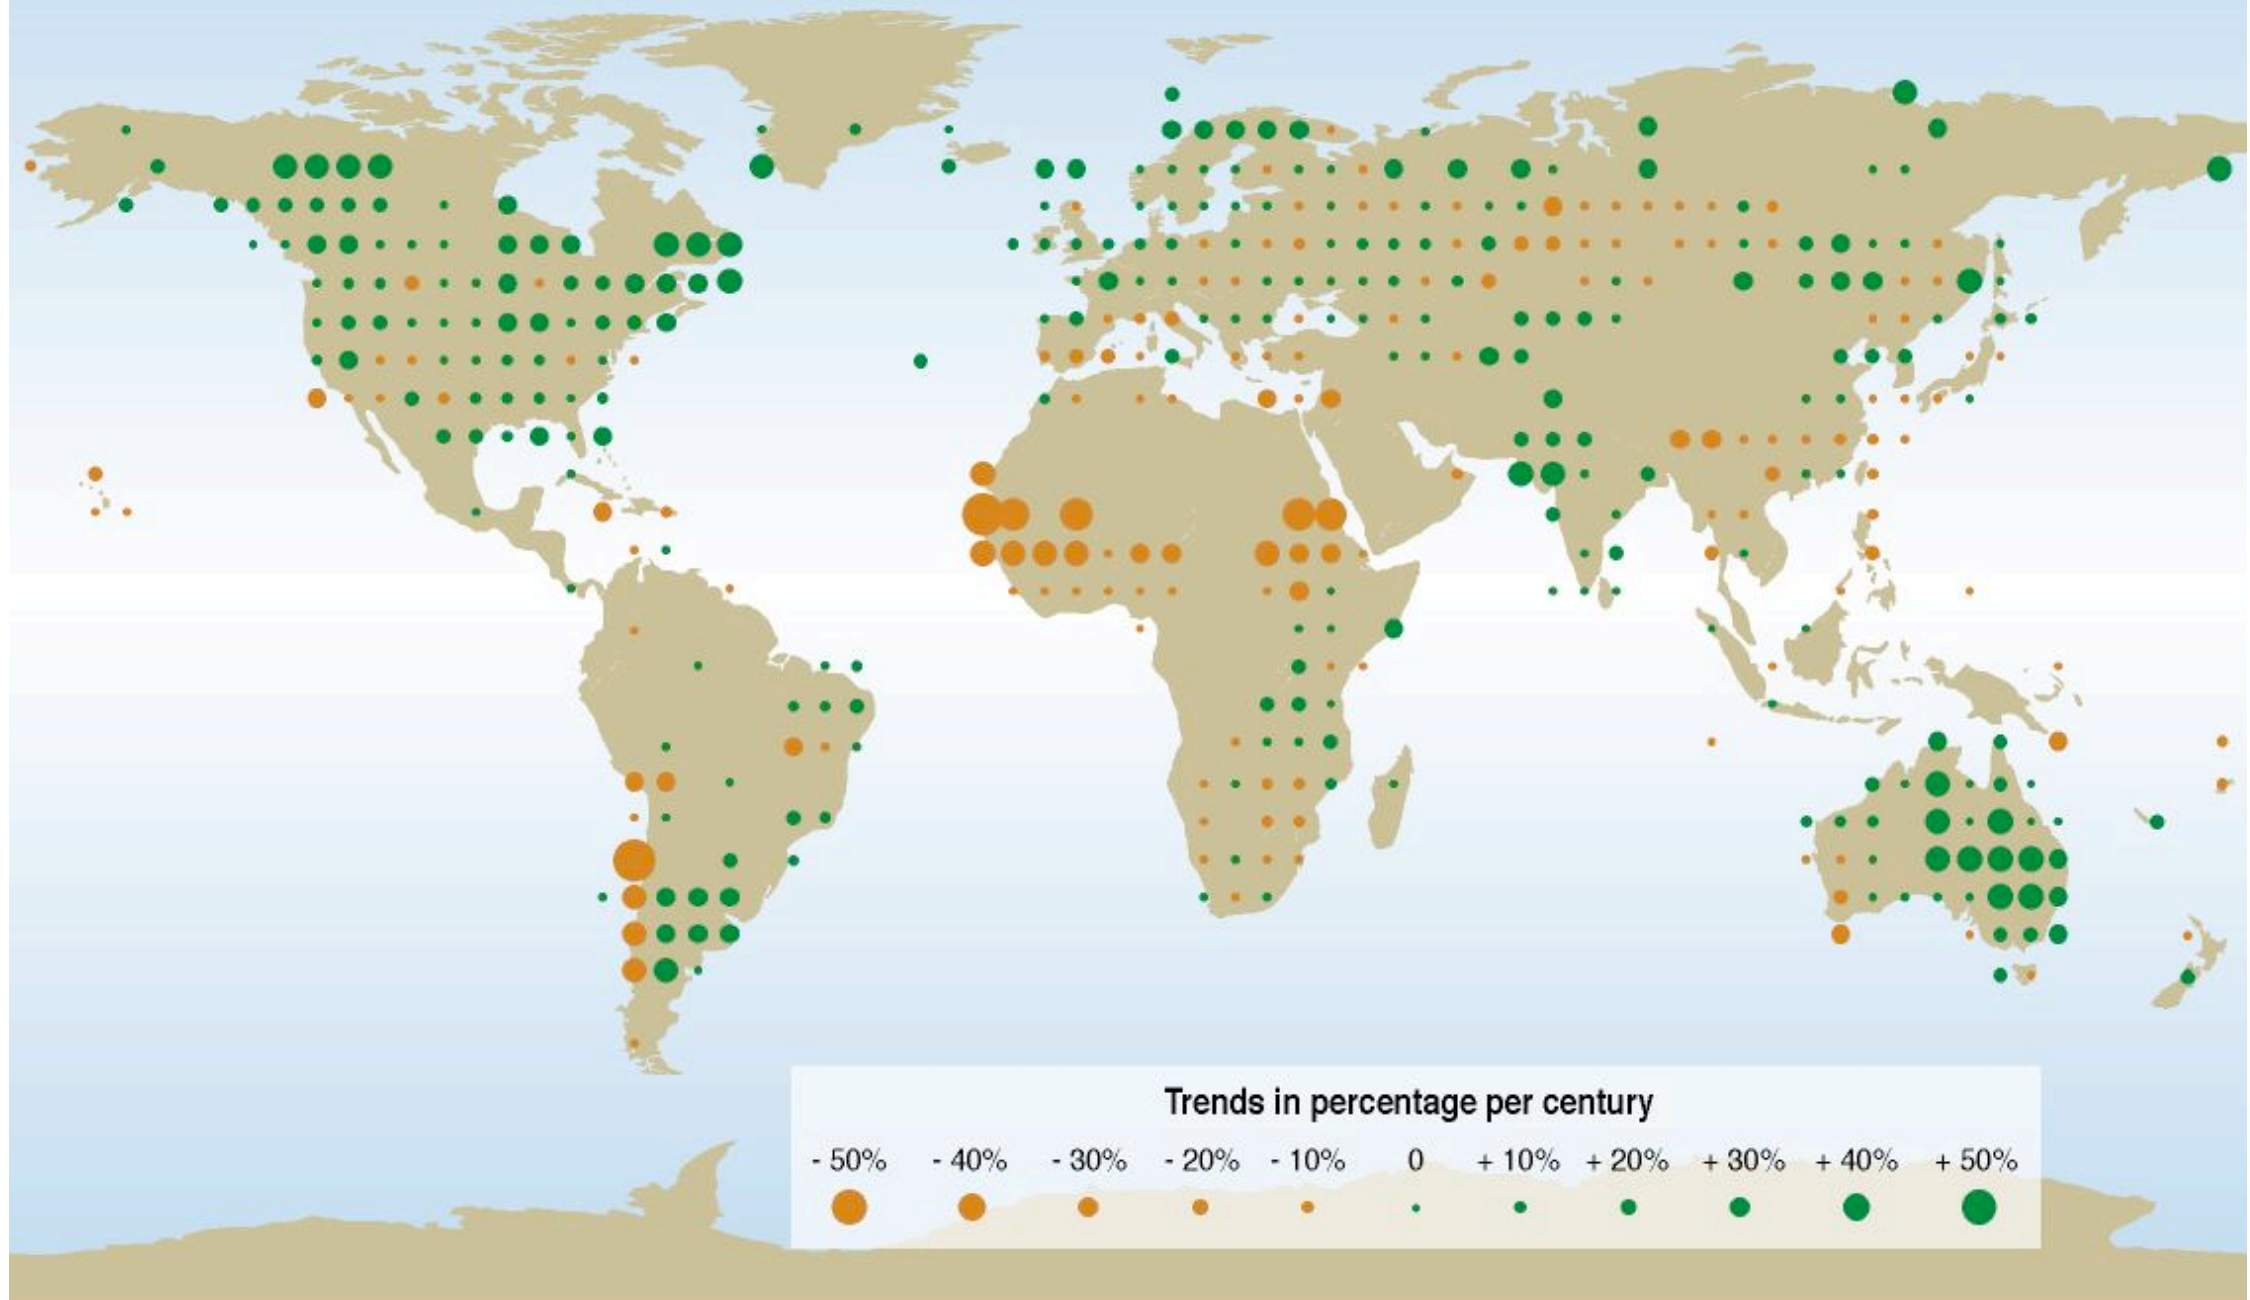 Trends in percentage per century
- 50% - 40% - 30% - 20% - 10% 0 + 10% + 20% + 30% + 40% + 50%